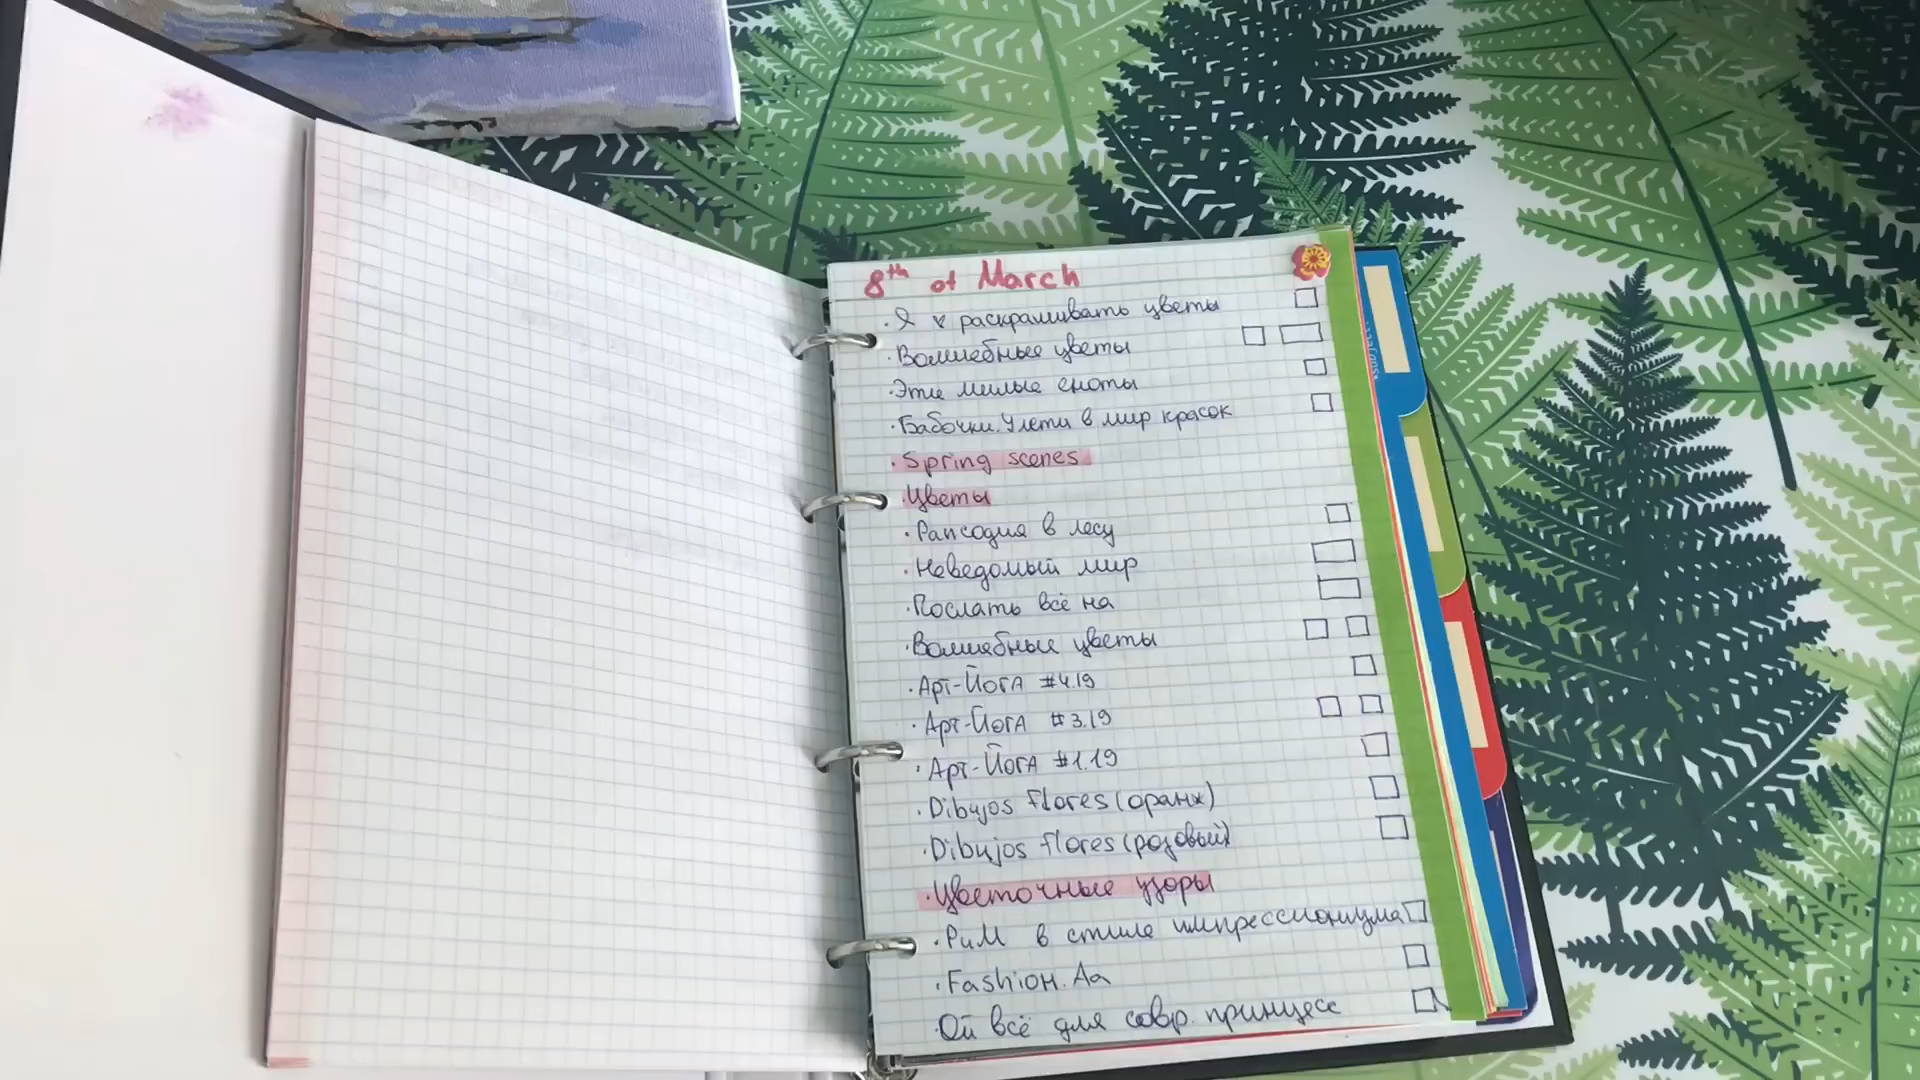 8th of March
· Я ♥ раскрашивать цветы
· Волшебные цветы
· Эти милые еноты
· Бабочки. Улети в мир красок
· Spring scenes
· Цветы
· Рапсодия в лесу
· Неведомый мир
· Послать всё на
· Волшебные цветы
· Арт-Йога #4.19
· Арт-Йога #3.19
· Арт-Йога #1.19
· Dibujos flores (оранж)
· Dibujos flores (розовый)
· Цветочные узоры
· РиМ в стиле импрессионизма
· Fashion. Aa
· Ой всё для совр. принцесс